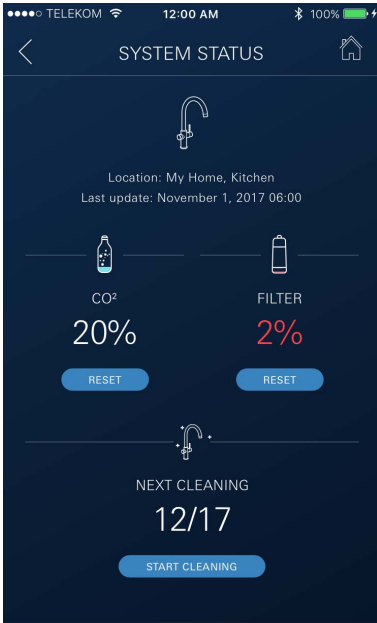 TELEKOM 12:00 AM 100%
SYSTEM STATUS
Location: My Home, Kitchen
Last update: November 1, 2017 06:00
CO² FILTER
20% 2%
RESET RESET
NEXT CLEANING
12/17
START CLEANING